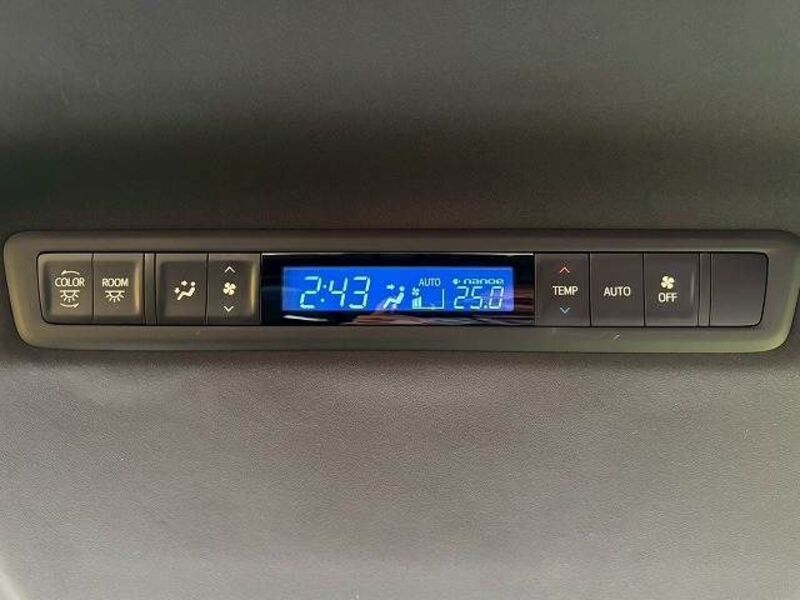 COLOR
ROOM
2:43
AUTO
nanoe
25.0
TEMP
AUTO
OFF